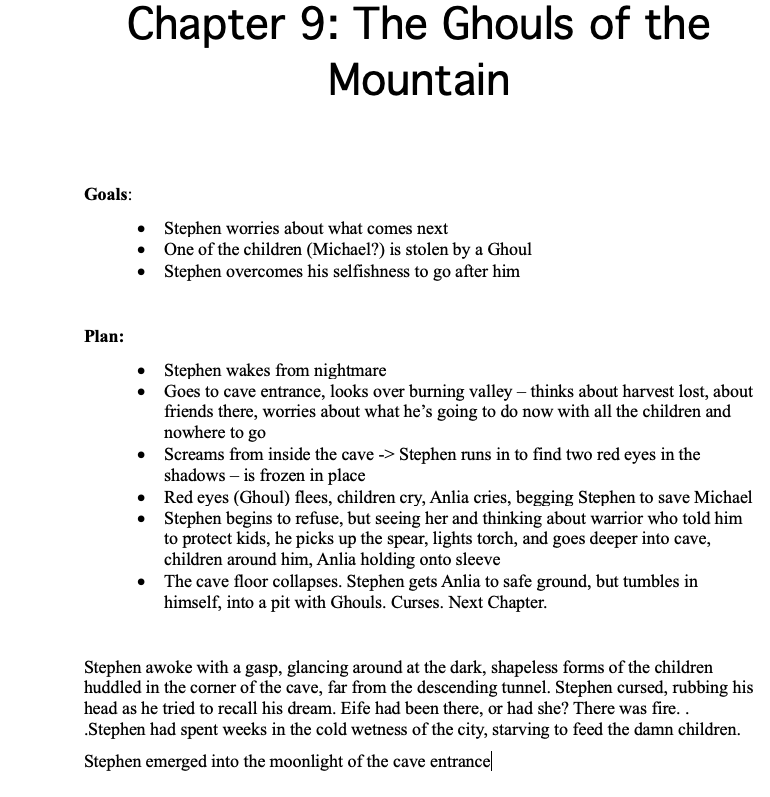 Chapter 9: The Ghouls of the
Mountain
Goals:
• Stephen worries about what comes next
• One of the children (Michael?) is stolen by a Ghoul
• Stephen overcomes his selfishness to go after him
Plan:
• Stephen wakes from nightmare
• Goes to cave entrance, looks over burning valley – thinks about harvest lost, about
friends there, worries about what he’s going to do now with all the children and
nowhere to go
• Screams from inside the cave -> Stephen runs in to find two red eyes in the
shadows – is frozen in place
• Red eyes (Ghoul) flees, children cry, Anlia cries, begging Stephen to save Michael
• Stephen begins to refuse, but seeing her and thinking about warrior who told him
to protect kids, he picks up the spear, lights torch, and goes deeper into cave,
children around him, Anlia holding onto sleeve
• The cave floor collapses. Stephen gets Anlia to safe ground, but tumbles in
himself, into a pit with Ghouls. Curses. Next Chapter.
Stephen awoke with a gasp, glancing around at the dark, shapeless forms of the children
huddled in the corner of the cave, far from the descending tunnel. Stephen cursed, rubbing his
head as he tried to recall his dream. Eife had been there, or had she? There was fire. .
.Stephen had spent weeks in the cold wetness of the city, starving to feed the damn children.
Stephen emerged into the moonlight of the cave entrance